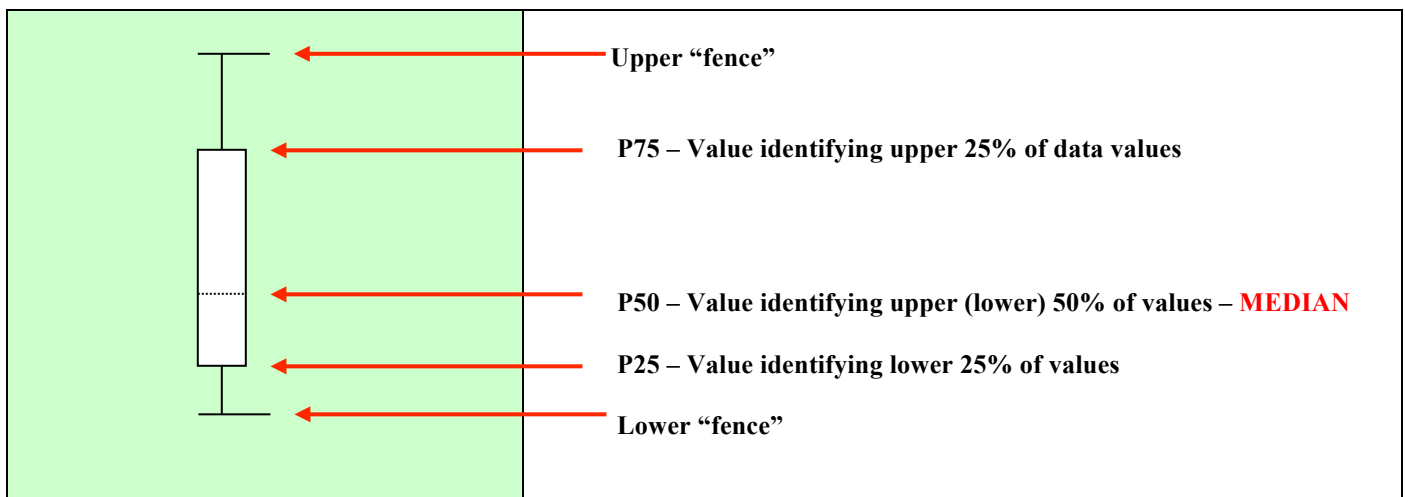 Upper “fence”
P75 – Value identifying upper 25% of data values
P50 – Value identifying upper (lower) 50% of values – MEDIAN
P25 – Value identifying lower 25% of values
Lower “fence”